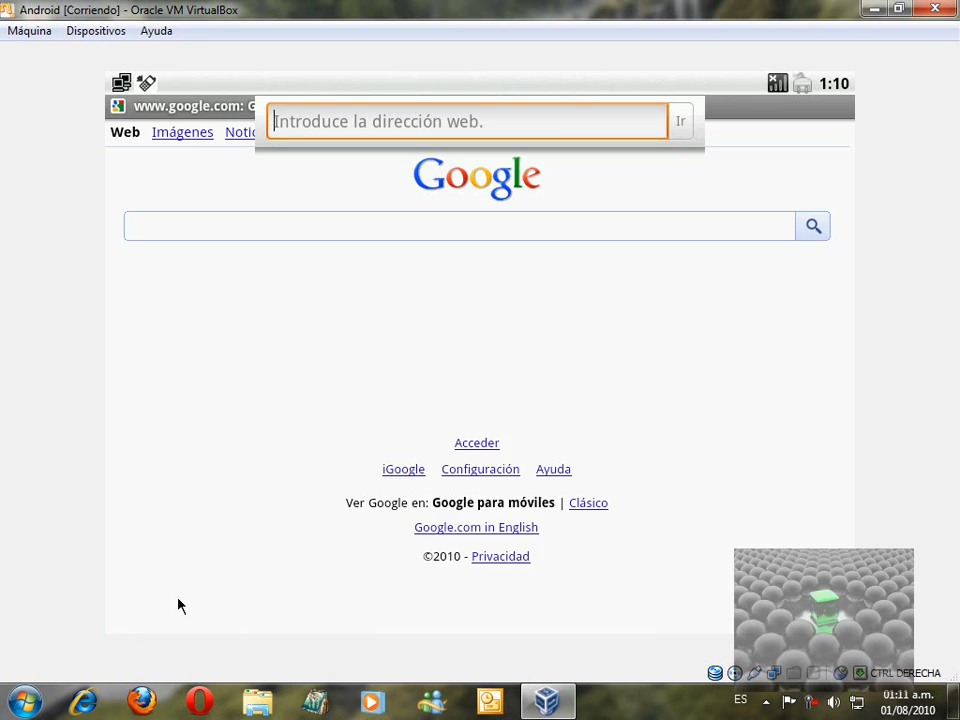 Android [Corriendo] - Oracle VM VirtualBox
Máquina Dispositivos Ayuda
1:10
www.google.com: G
Introduce la dirección web.
Ir
Web Imágenes Notic
Google
Acceder
iGoogle Configuración Ayuda
Ver Google en: Google para móviles | Clásico
Google.com in English
©2010 - Privacidad
CTRL DERECHA
ES
01:11 a.m.
01/08/2010